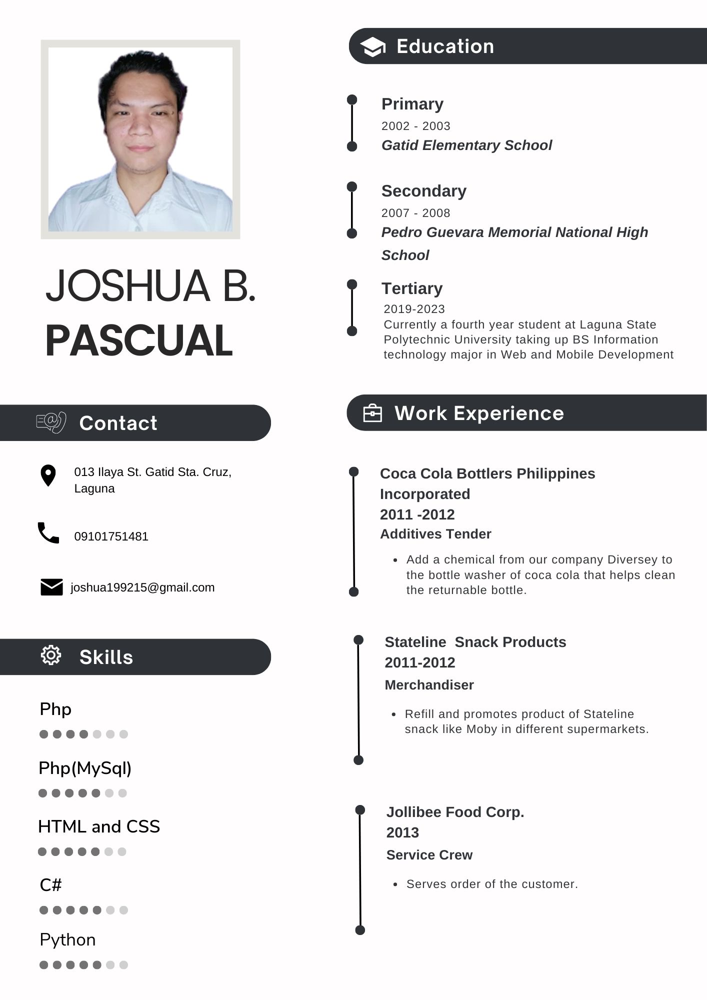 JOSHUA B.
PASCUAL
Contact
013 Ilaya St. Gatid Sta. Cruz,
Laguna
09101751481
joshua199215@gmail.com
Skills
Php
Php(MySql)
HTML and CSS
C#
Python
Education
Primary
2002 - 2003
Gatid Elementary School
Secondary
2007 - 2008
Pedro Guevara Memorial National High
School
Tertiary
2019-2023
Currently a fourth year student at Laguna State
Polytechnic University taking up BS Information
technology major in Web and Mobile Development
Work Experience
Coca Cola Bottlers Philippines
Incorporated
2011 -2012
Additives Tender
• Add a chemical from our company Diversey to
the bottle washer of coca cola that helps clean
the returnable bottle.
Stateline  Snack Products
2011-2012
Merchandiser
• Refill and promotes product of Stateline
snack like Moby in different supermarkets.
Jollibee Food Corp.
2013
Service Crew
• Serves order of the customer.